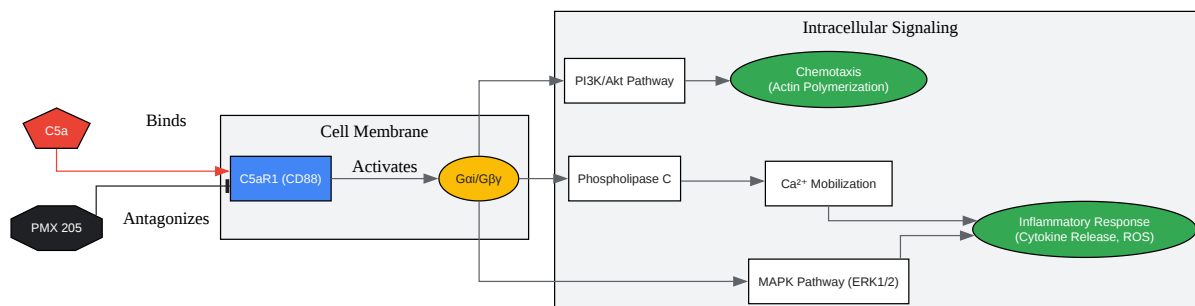 Intracellular Signaling
PI3K/Akt Pathway
Chemotaxis
(Actin Polymerization)
C5a
Binds
Cell Membrane
C5aR1 (CD88)
Activates
Gαi/Gβγ
Phospholipase C
Ca²⁺ Mobilization
PMX 205
Antagonizes
Inflammatory Response
(Cytokine Release, ROS)
MAPK Pathway (ERK1/2)